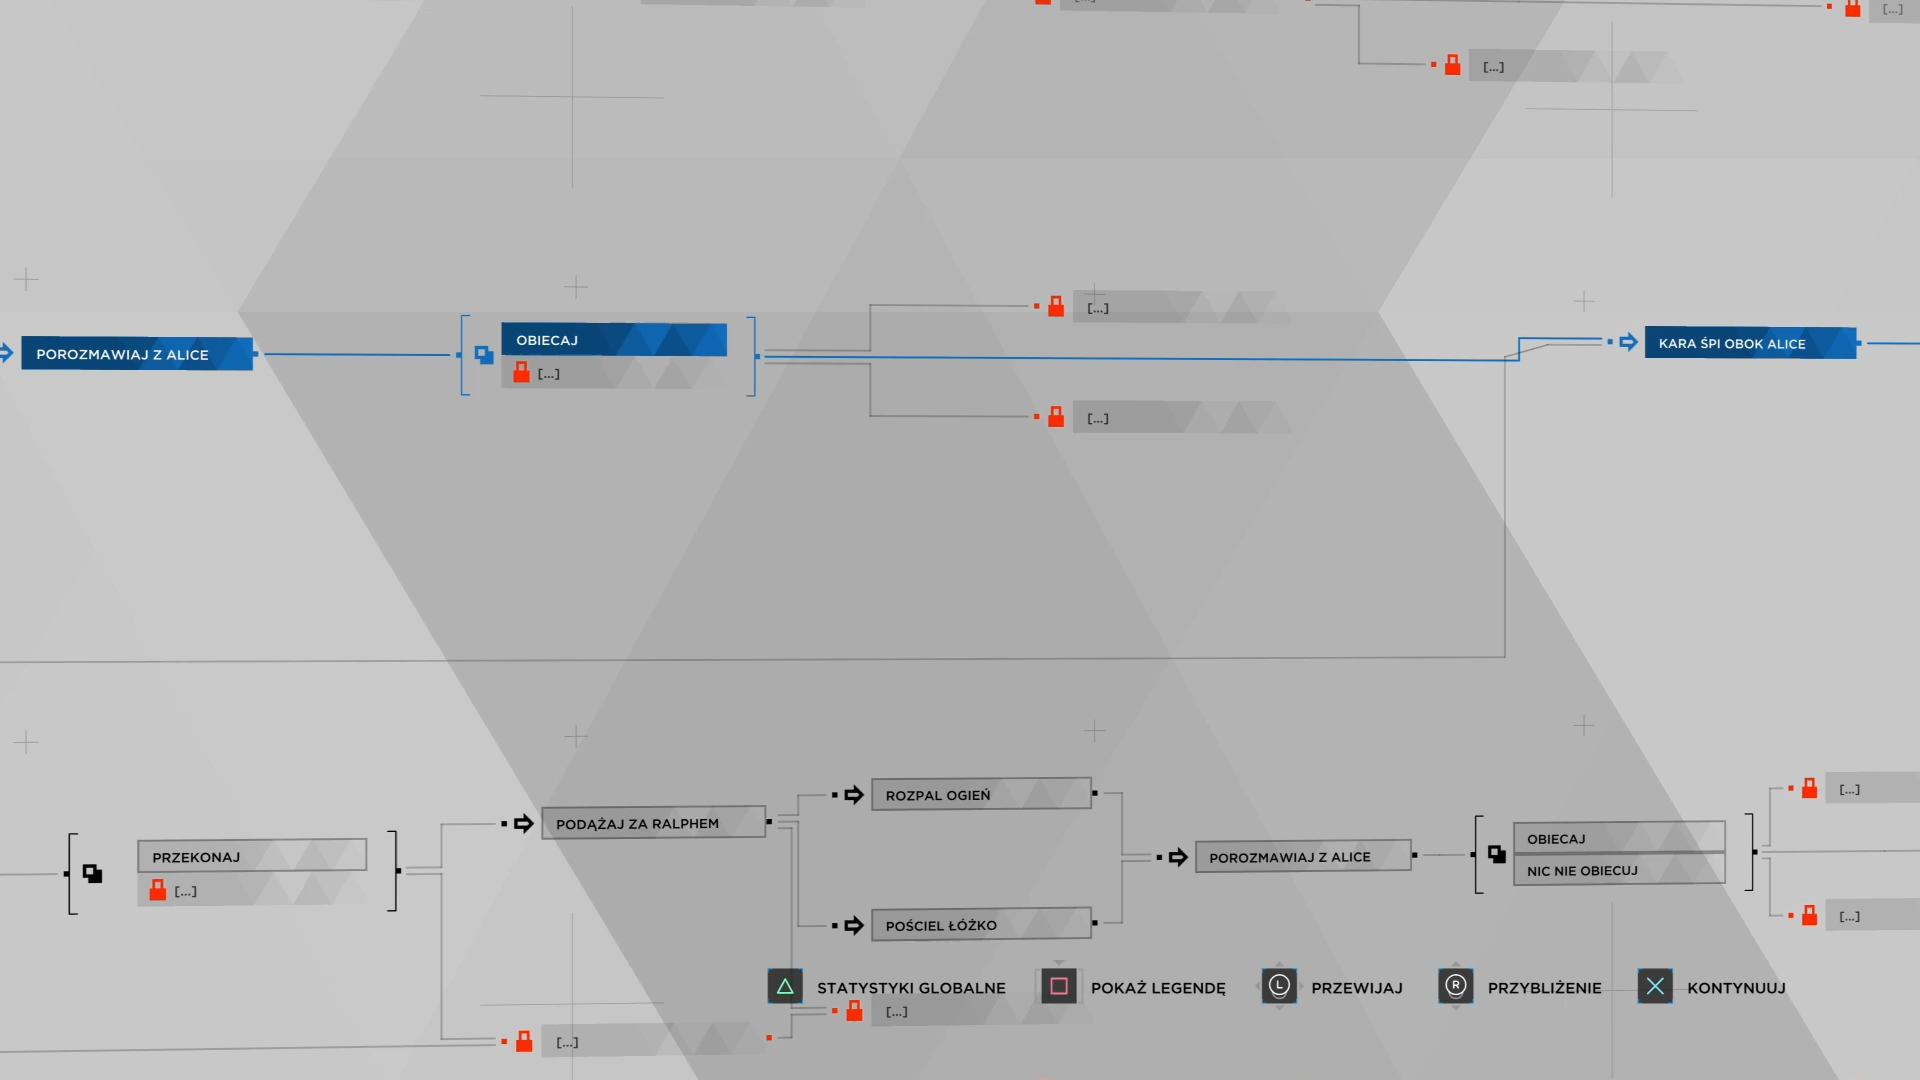 [...]
[...]
[...]
[...]
POROZMAWIAJ Z ALICE
OBIECAJ
[...]
[...]
KARA ŚPI OBOK ALICE
PRZEKONAJ
[...]
PODĄŻAJ ZA RALPHEM
ROZPAL OGIEŃ
POŚCIEL ŁÓŻKO
POROZMAWIAJ Z ALICE
OBIECAJ
NIC NIE OBIECUJ
[...]
[...]
STATYSTYKI GLOBALNE
POKAŻ LEGENDĘ
L PRZEWIJAJ
R PRZYBLIŻENIE
KONTYNUUJ
[...]
[...]